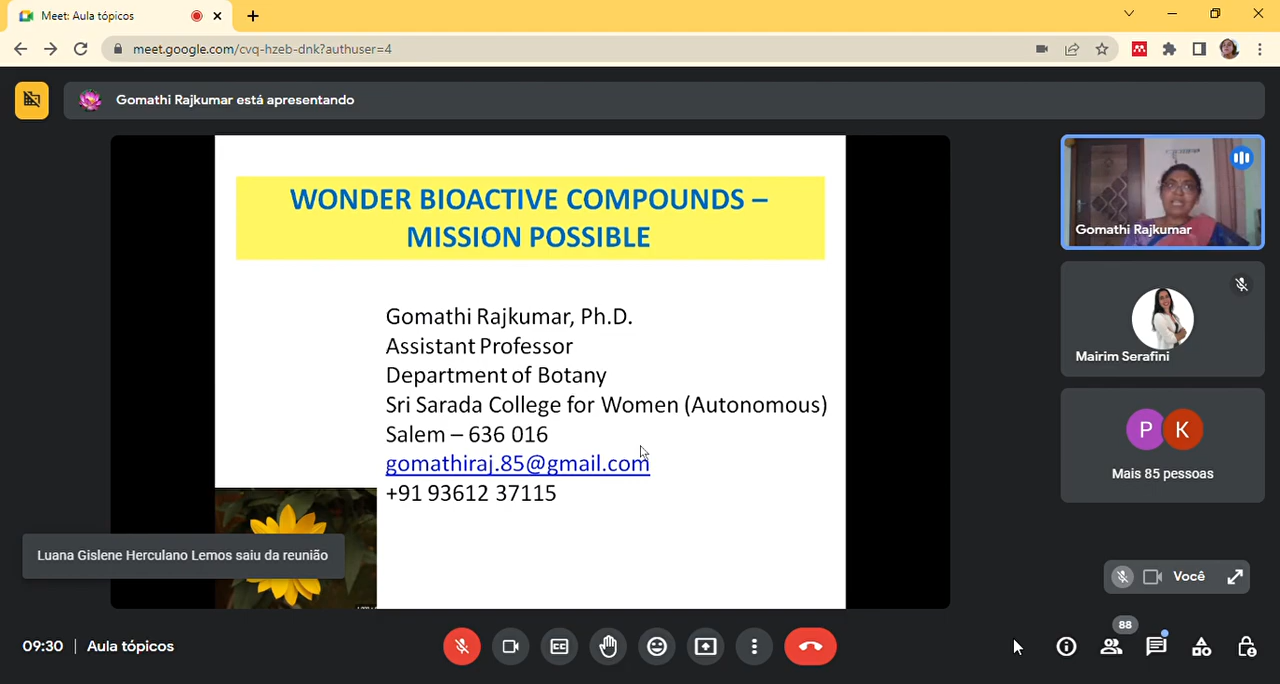 Meet: Aula tópicos
meet.google.com/cvq-hzeb-dnk?authuser=4
Gomathi Rajkumar está apresentando
WONDER BIOACTIVE COMPOUNDS –
MISSION POSSIBLE
Gomathi Rajkumar, Ph.D.
Assistant Professor
Department of Botany
Sri Sarada College for Women (Autonomous)
Salem – 636 016
gomathiraj.85@gmail.com
+91 93612 37115
Luana Gislene Herculano Lemos saiu da reunião
Gomathi Rajkumar
Mairim Serafini
P K
Mais 85 pessoas
Você
09:30 | Aula tópicos
CC
88